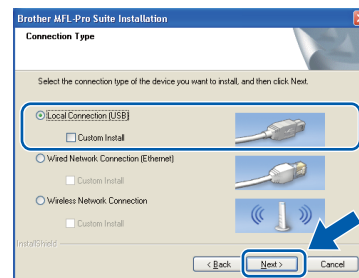 Brother MFL-Pro Suite Installation
Connection Type
Select the connection type of the device you want to install, and then click Next.
Local Connection (USB)
Custom Install
Wired Network Connection (Ethernet)
Custom Install
Wireless Network Connection
Custom Install
InstallShield
< Back Next > Cancel